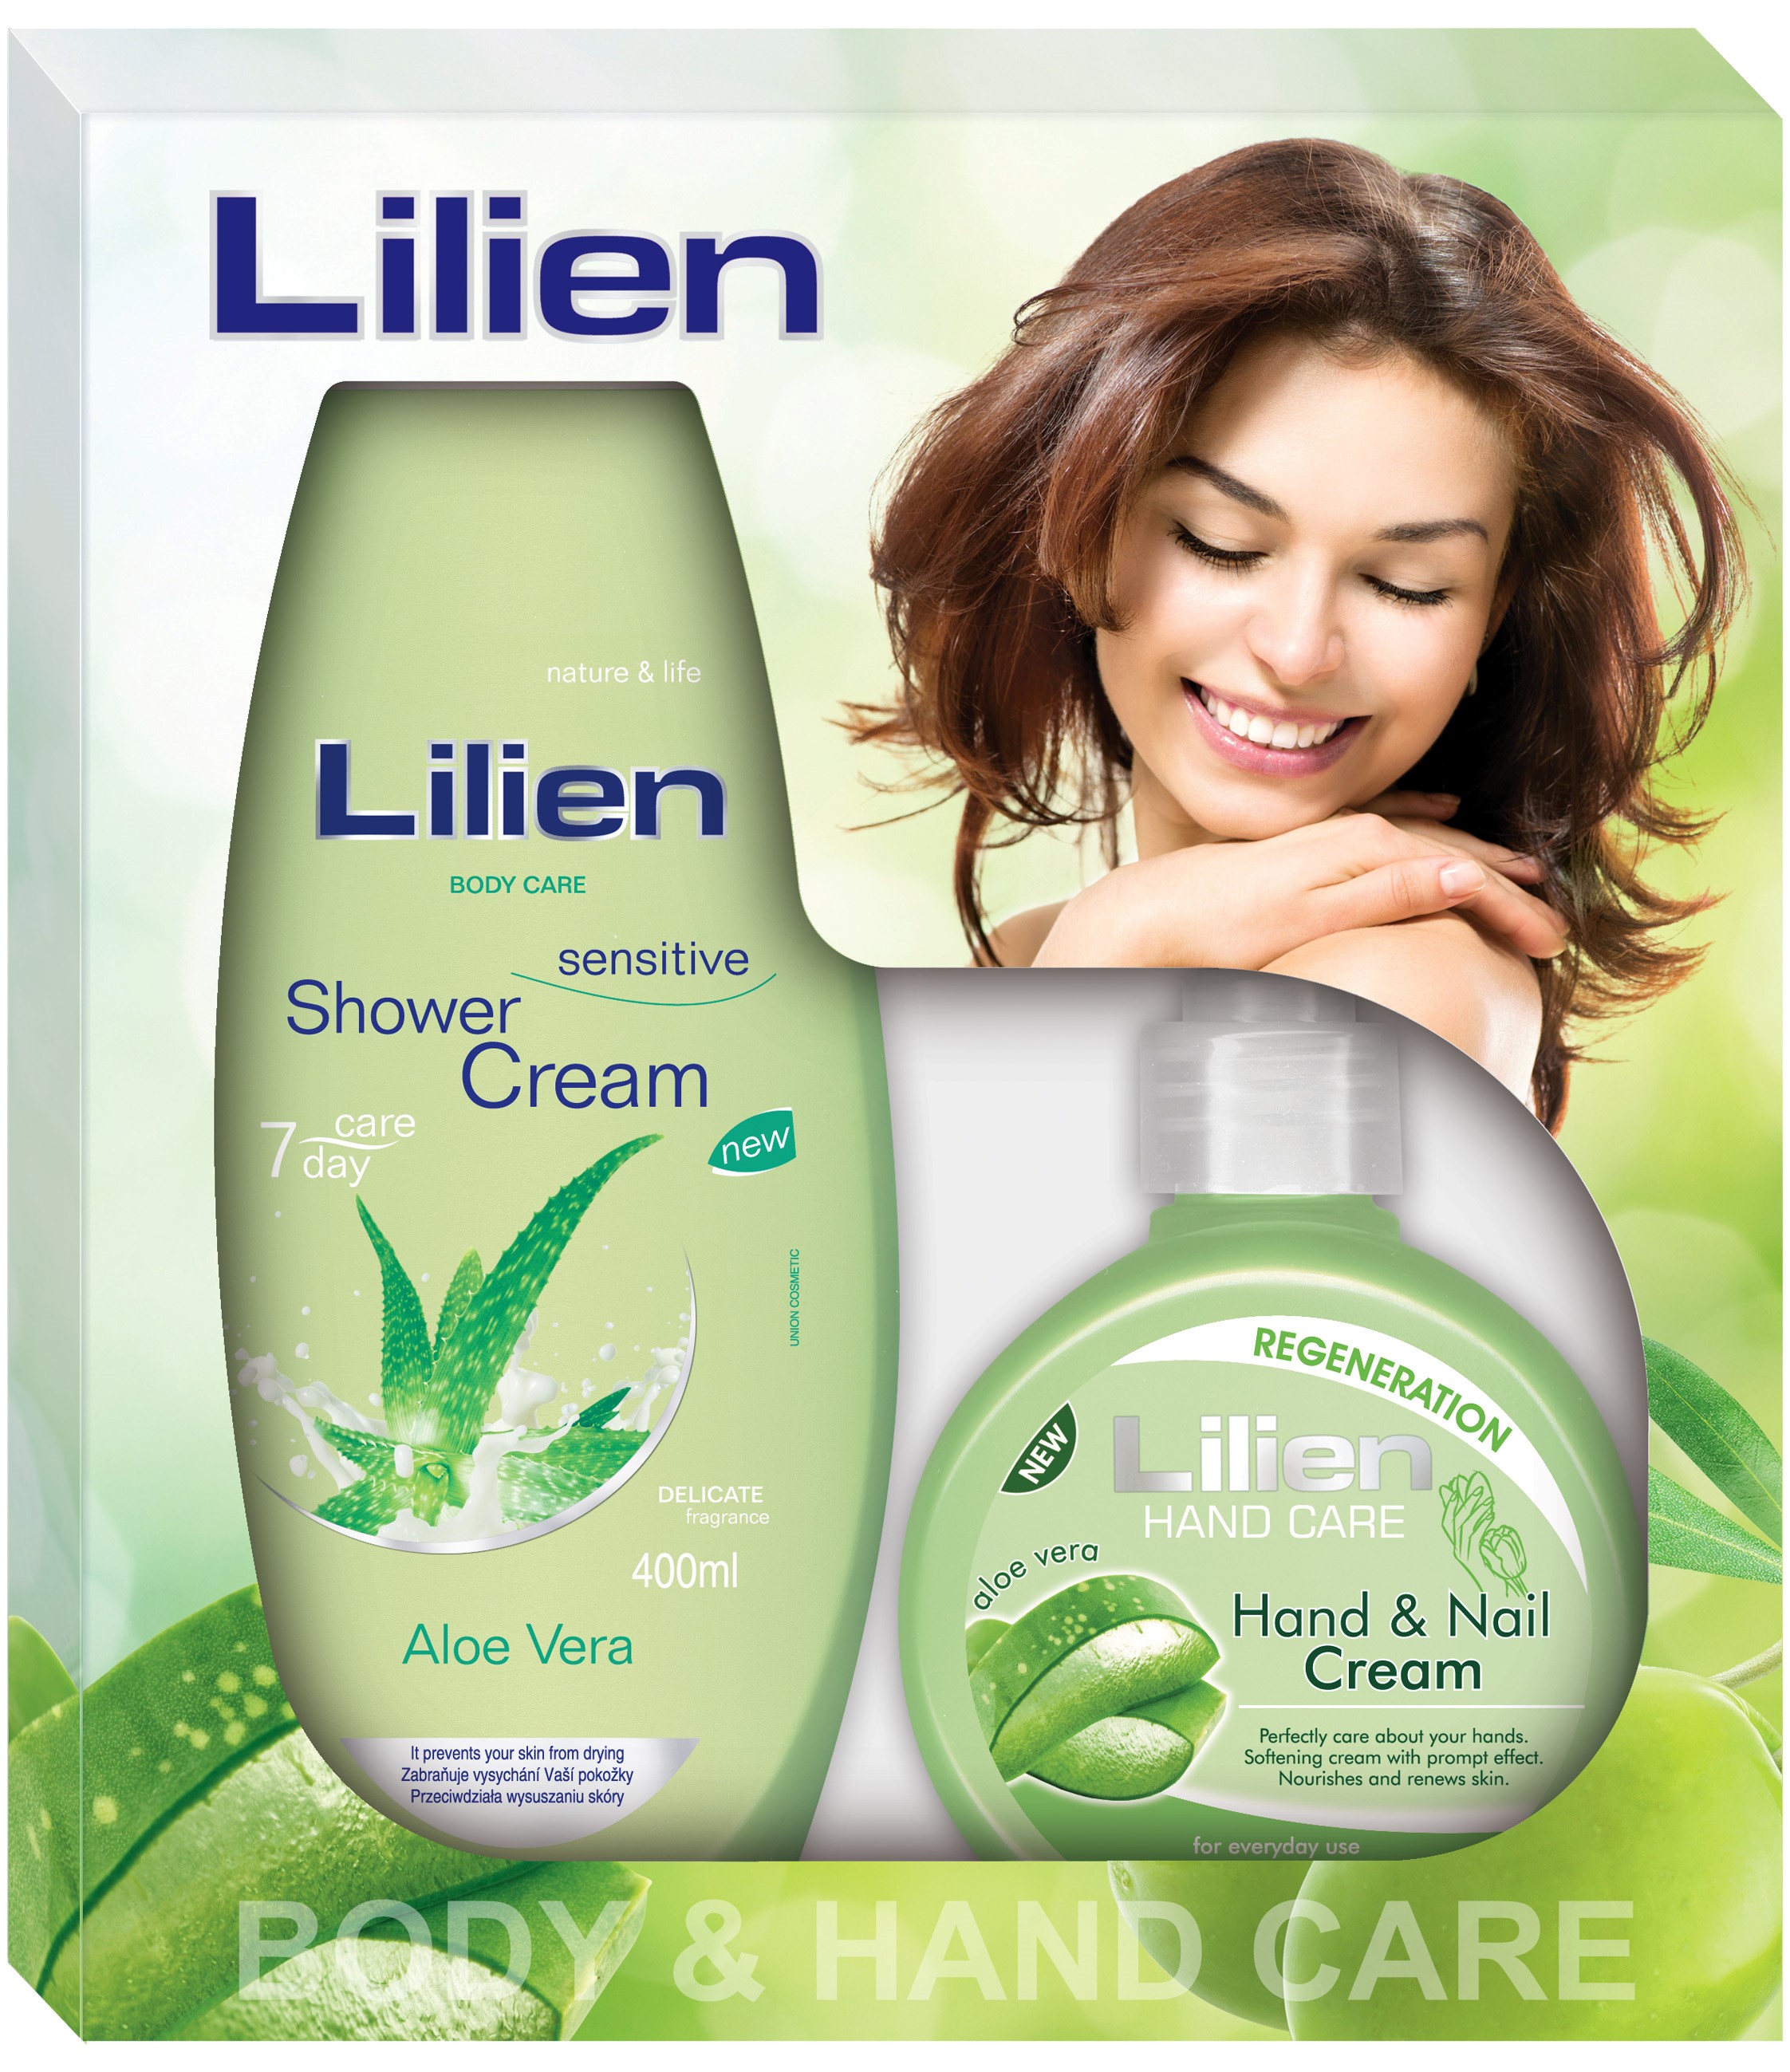 Lilien
nature & life
Lilien
BODY CARE
sensitive
Shower
Cream
7 day care
new
UNION COSMETIC
DELICATE
fragrance
400ml
Aloe Vera
It prevents your skin from drying
Zabraňuje vysychání Vaší pokožky
Przeciwdziała wysuszaniu skóry
REGENERATION
NEW
Lilien
HAND CARE
aloe vera
Hand & Nail
Cream
Perfectly care about your hands.
Softening cream with prompt effect.
Nourishes and renews skin.
for everyday use
BODY & HAND CARE